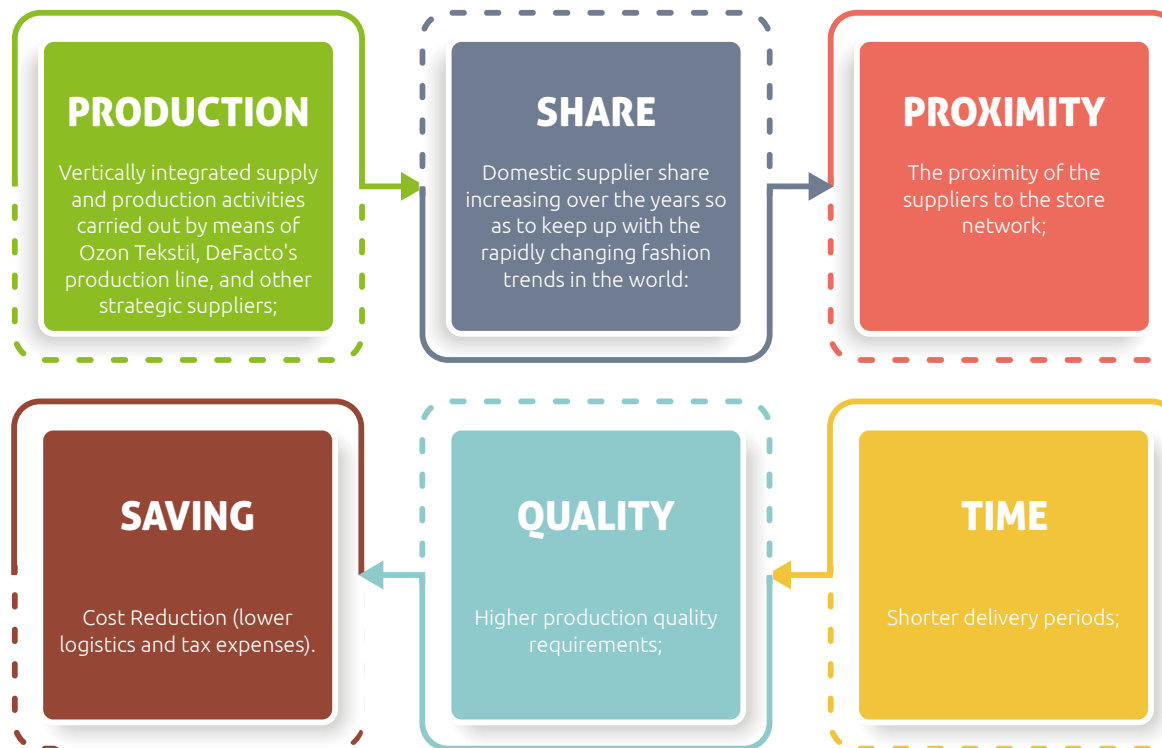 PRODUCTION
Vertically integrated supply
and production activities
carried out by means of
Ozon Tekstil, DeFacto's
production line, and other
strategic suppliers;
SHARE
Domestic supplier share
increasing over the years so
as to keep up with the
rapidly changing fashion
trends in the world:
PROXIMITY
The proximity of the
suppliers to the store
network;
TIME
Shorter delivery periods;
QUALITY
Higher production quality
requirements;
SAVING
Cost Reduction (lower
logistics and tax expenses).